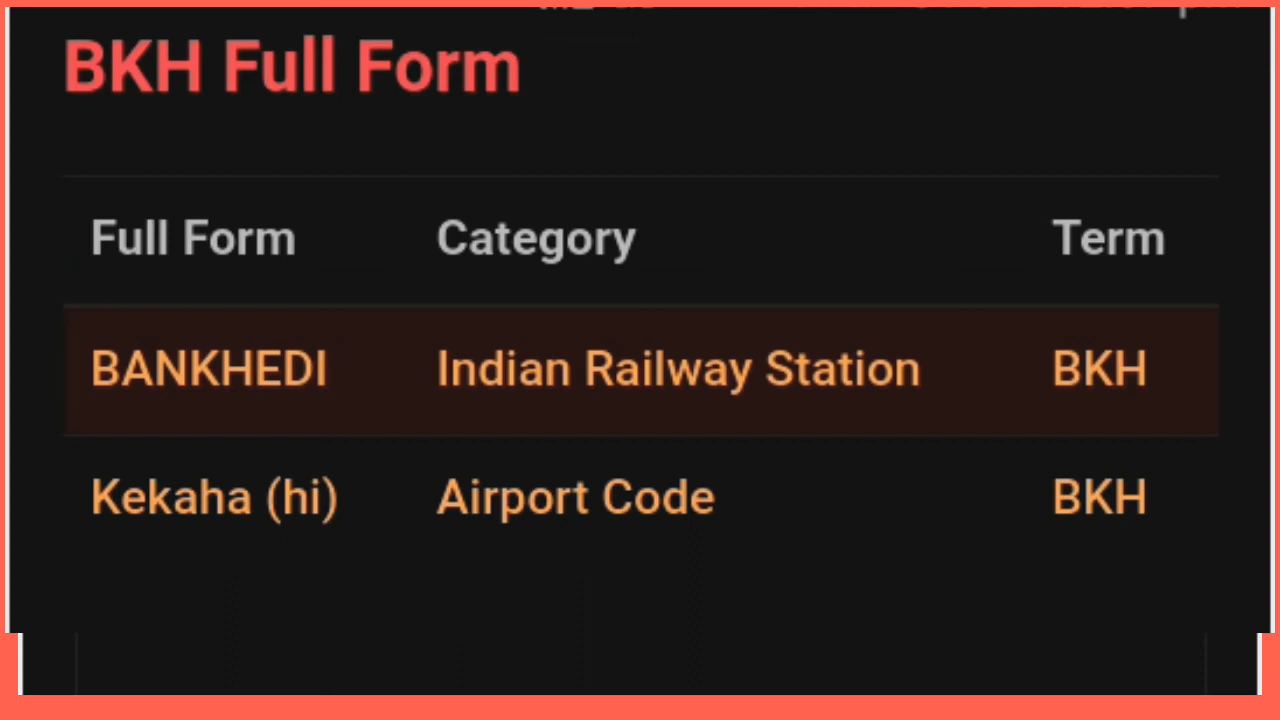 BKH Full Form
Full Form Category Term
BANKHEDI Indian Railway Station BKH
Kekaha (hi) Airport Code BKH